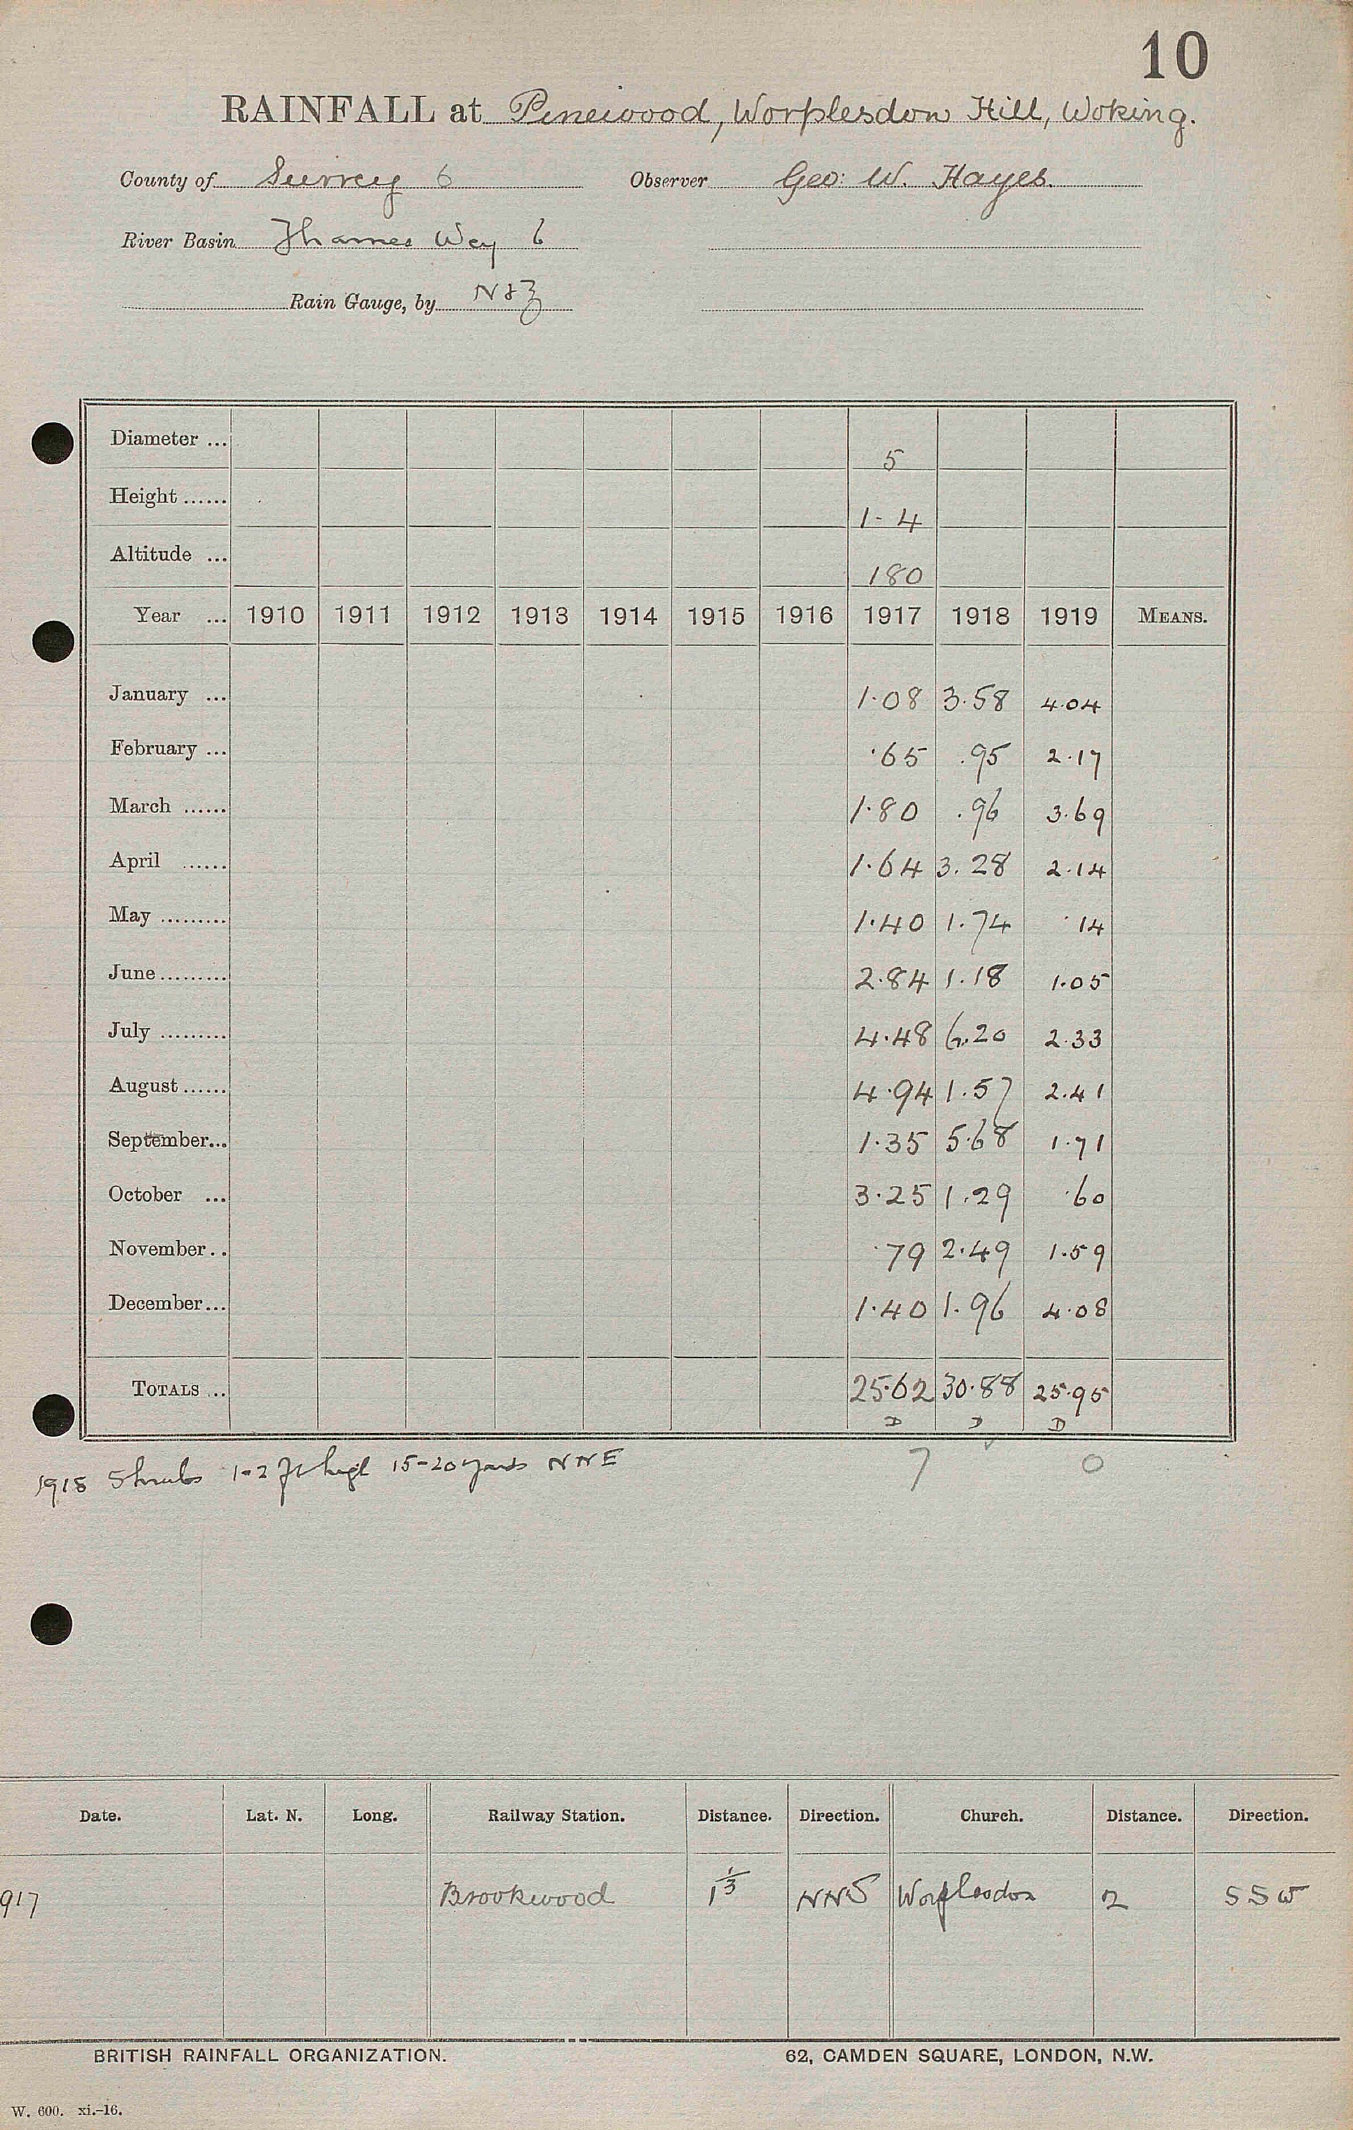 10
RAINFALL at Pinewood, Worplesdon Hill, Woking.
County of Surrey 6 Observer Geo: W. Hayes.
River Basin Thames Wey 6
Rain Gauge, by N & Z
Diameter ... 5
Height ...... 1 - 4
Altitude ... 180
Year ... 1910 1911 1912 1913 1914 1915 1916 1917 1918 1919 MEANS.
January ... 1.08 3.58 4.04
February ... .65 .95 2.17
March ...... 1.80 .96 3.69
April ...... 1.64 3.28 2.14
May ......... 1.40 1.74 .14
June ......... 2.84 1.18 1.05
July ......... 4.48 6.20 2.33
August ...... 4.94 1.57 2.41
September... 1.35 5.68 1.71
October ... 3.25 1.29 .60
November.. .79 2.49 1.59
December... 1.40 1.96 4.08
TOTALS ... 25.62 30.88 25.95
D D D
1918 Shrubs 1-2 ft high 15-20 yards NNE 7 0
Date. Lat. N. Long. Railway Station. Distance. Direction. Church. Distance. Direction.
917 Brookwood 1 1/3 Worplesdon 2 SSW
BRITISH RAINFALL ORGANIZATION. 62, CAMDEN SQUARE, LONDON, N.W.
W. 600. xi.-16.